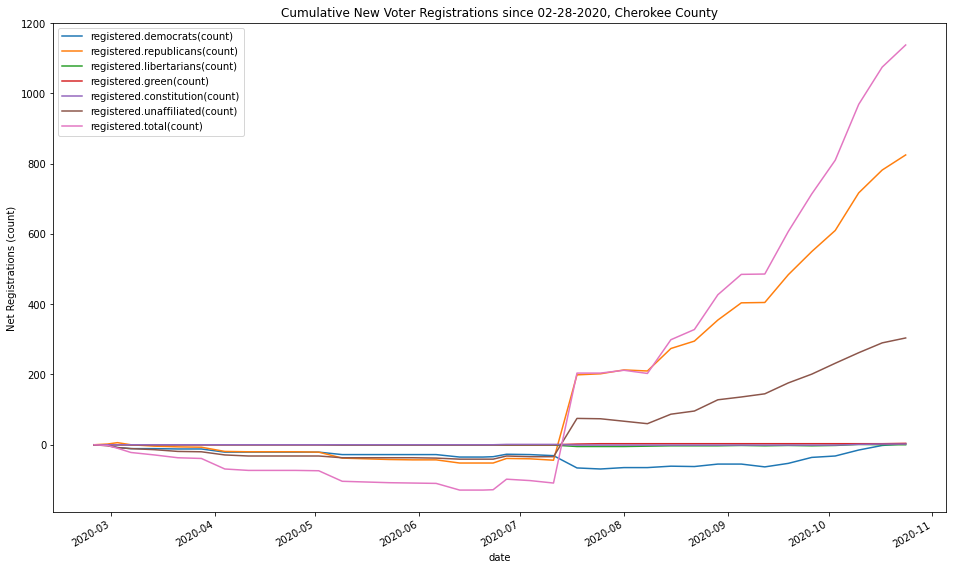 Cumulative New Voter Registrations since 02-28-2020, Cherokee County
registered.democrats(count)
registered.republicans(count)
registered.libertarians(count)
registered.green(count)
registered.constitution(count)
registered.unaffiliated(count)
registered.total(count)
Net Registrations (count)
1200
1000
800
600
400
200
0
2020-03
2020-04
2020-05
2020-06
2020-07
2020-08
2020-09
2020-10
2020-11
date